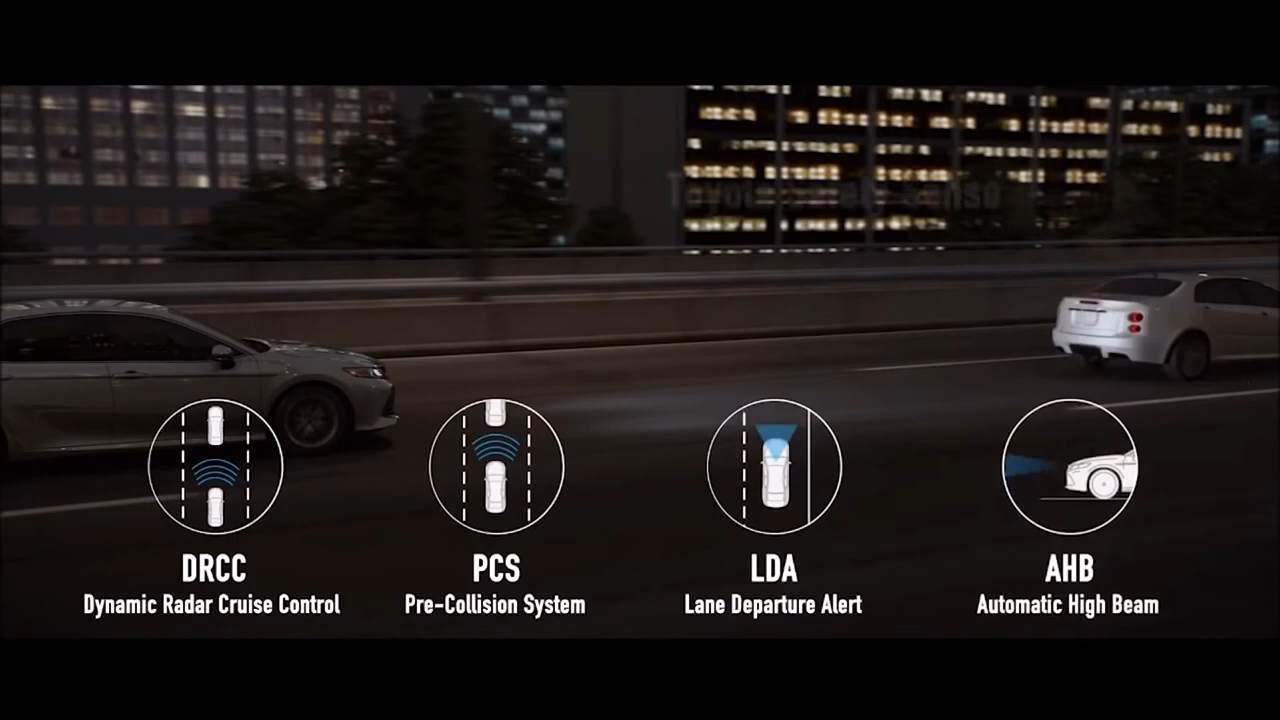 DRCC
Dynamic Radar Cruise Control
PCS
Pre-Collision System
LDA
Lane Departure Alert
AHB
Automatic High Beam